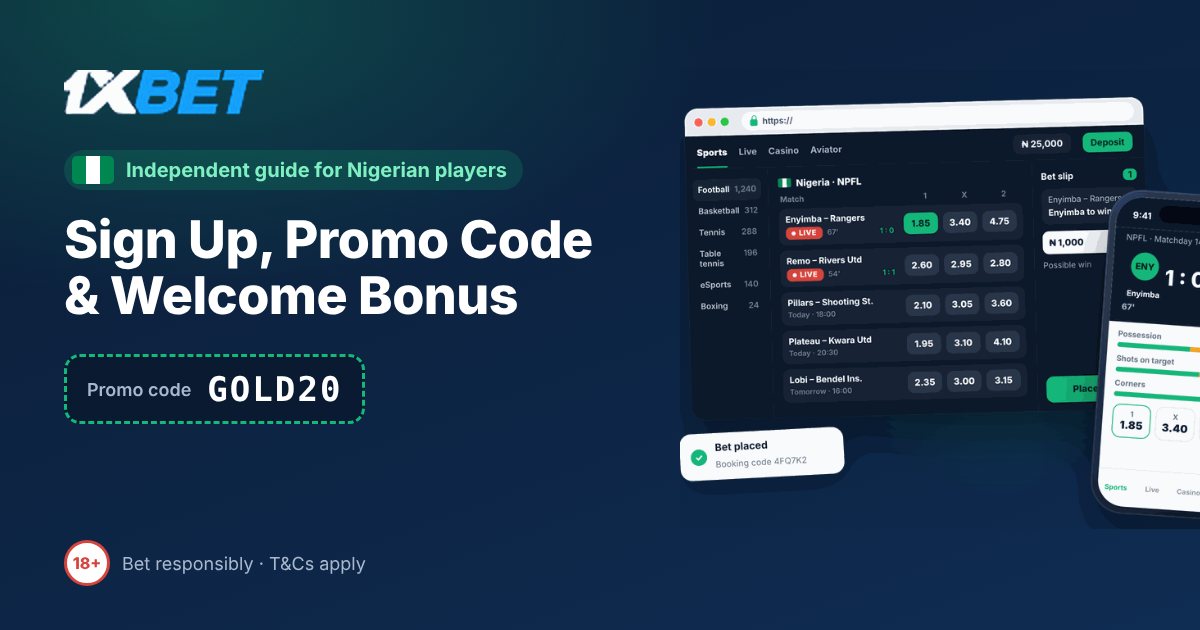 1XBET
Independent guide for Nigerian players
Sign Up, Promo Code
& Welcome Bonus
Promo code GOLD20
18+ Bet responsibly · T&Cs apply
https://
Sports Live Casino Aviator ₦ 25,000 Deposit
Football 1,240
Basketball 312
Tennis 288
Table
tennis 196
eSports 140
Boxing 24
Nigeria · NPFL
Match 1 X 2
Enyimba – Rangers
LIVE 67' 1 : 0 1.85 3.40 4.75
Remo – Rivers Utd
LIVE 54' 1 : 1 2.60 2.95 2.80
Pillars – Shooting St.
Today · 18:00 2.10 3.05 3.60
Plateau – Kwara Utd
Today · 20:30 1.95 3.10 4.10
Lobi – Bendel Ins.
Tomorrow · 16:00 2.35 3.00 3.15
Bet slip 1
Enyimba – Rangers
Enyimba to win
₦ 1,000
Possible win
Bet placed
Booking code 4FQ7K2
9:41
NPFL · Matchday
ENY 1 : 0
Enyimba
67'
Possession
Shots on target
Corners
1 X
1.85 3.40
Sports Live Casino